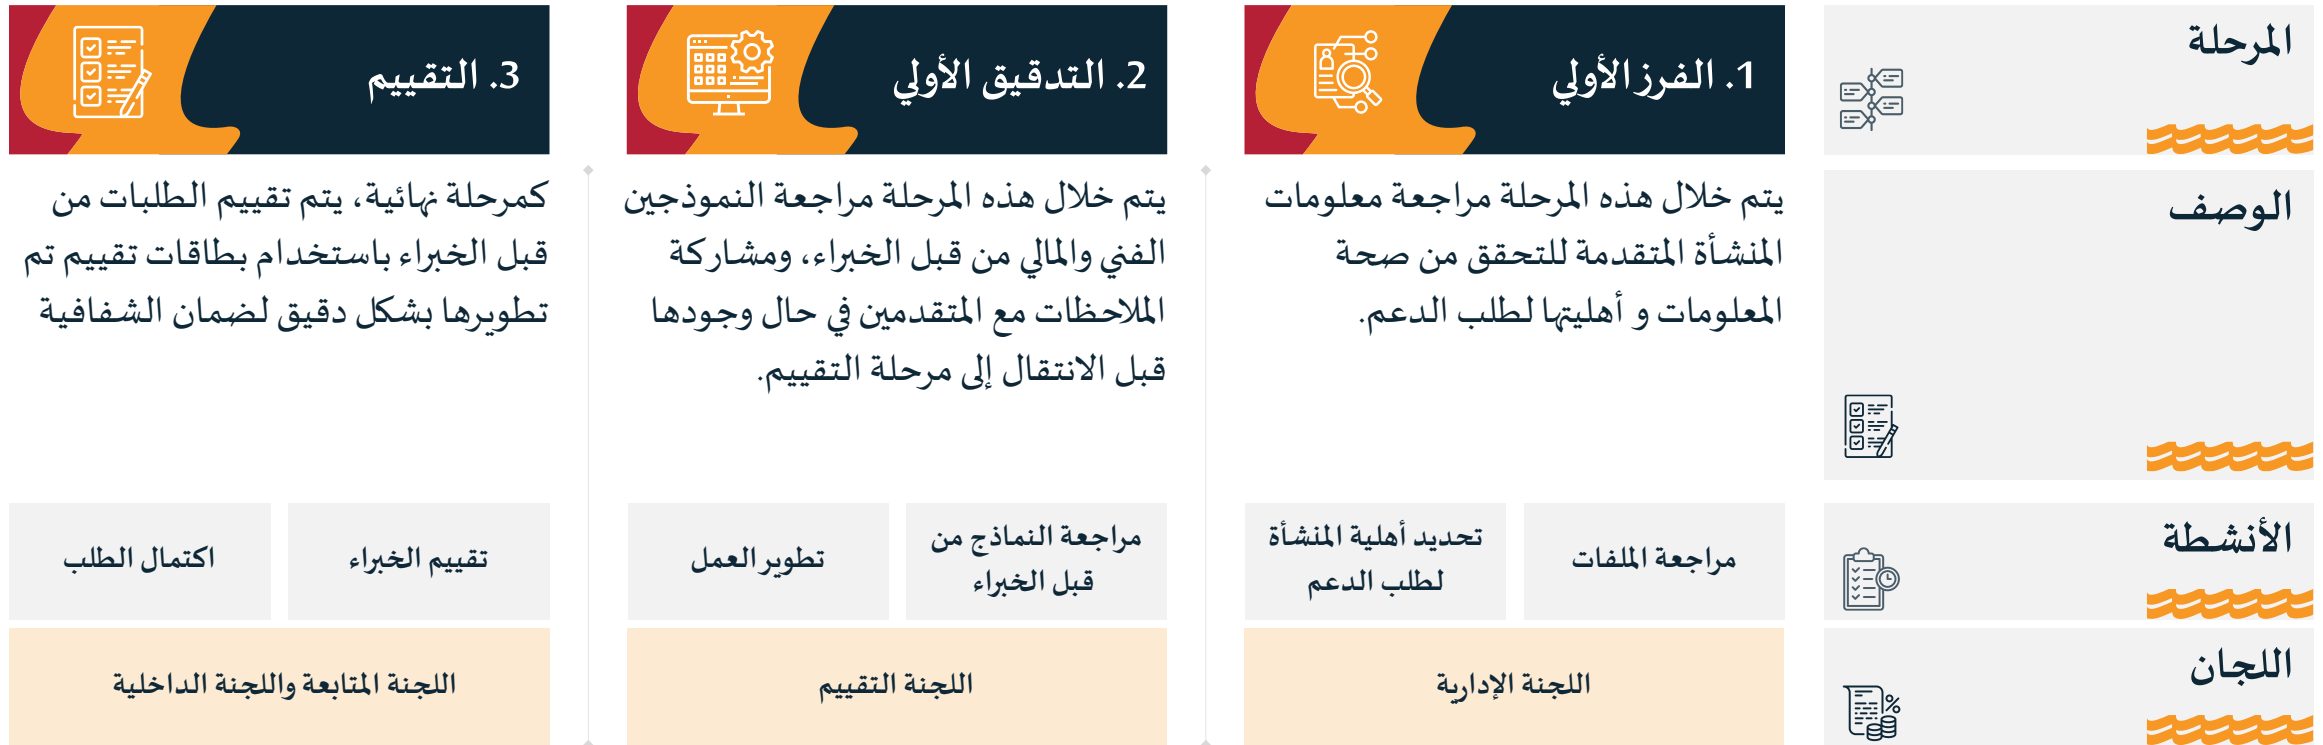 المرحلة
1. الفرز الأولي
2. التدقيق الأولي
3. التقييم
الوصف
يتم خلال هذه المرحلة مراجعة معلومات
المنشأة المتقدمة للتحقق من صحة
المعلومات و أهليتها لطلب الدعم.
يتم خلال هذه المرحلة مراجعة النموذجين
الفني والمالي من قبل الخبراء، ومشاركة
الملاحظات مع المتقدمين في حال وجودها
قبل الانتقال إلى مرحلة التقييم.
كمرحلة نهائية، يتم تقييم الطلبات من
قبل الخبراء باستخدام بطاقات تقييم تم
تطويرها بشكل دقيق لضمان الشفافية
الأنشطة
مراجعة الملفات
تحديد أهلية المنشأة
لطلب الدعم
مراجعة النماذج من
قبل الخبراء
تطوير العمل
تقييم الخبراء
اكتمال الطلب
اللجان
اللجنة الإدارية
اللجنة التقييم
اللجنة المتابعة واللجنة الداخلية